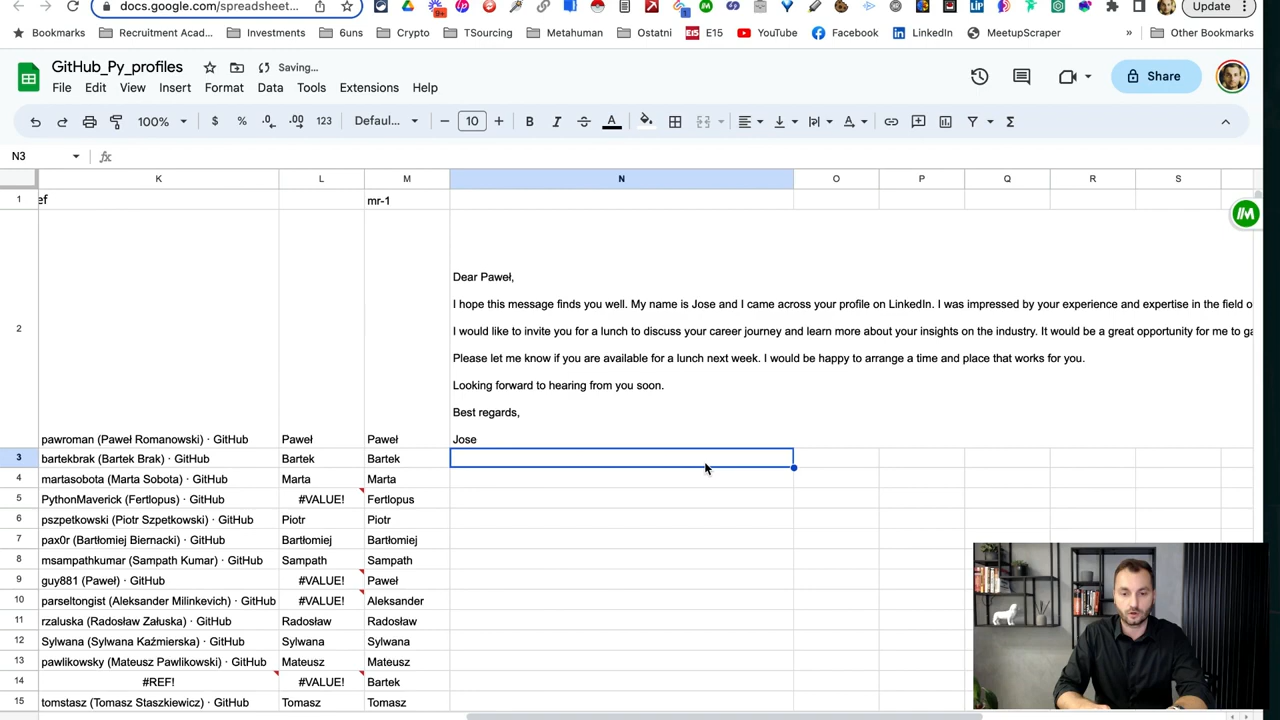 docs.google.com/spreadsheet...
9+
Update
Bookmarks
Recruitment Acad...
Investments
6uns
Crypto
TSourcing
Metahuman
Ostatni
E15
YouTube
Facebook
LinkedIn
MeetupScraper
»
Other Bookmarks
GitHub_Py_profiles
Saving...
File Edit View Insert Format Data Tools Extensions Help
Share
100% $ % .0 .00 123 Defaul... − 10 + B I S A Σ
N3 fx
K L M N O P Q R S
1 ef mr-1
Dear Paweł,
I hope this message finds you well. My name is Jose and I came across your profile on LinkedIn. I was impressed by your experience and expertise in the field o
2 I would like to invite you for a lunch to discuss your career journey and learn more about your insights on the industry. It would be a great opportunity for me to ga
Please let me know if you are available for a lunch next week. I would be happy to arrange a time and place that works for you.
Looking forward to hearing from you soon.
Best regards,
pawroman (Paweł Romanowski) · GitHub Paweł Paweł Jose
3 bartekbrak (Bartek Brak) · GitHub Bartek Bartek
4 martasobota (Marta Sobota) · GitHub Marta Marta
5 PythonMaverick (Fertlopus) · GitHub #VALUE! Fertlopus
6 pszpetkowski (Piotr Szpetkowski) · GitHub Piotr Piotr
7 pax0r (Bartłomiej Biernacki) · GitHub Bartłomiej Bartłomiej
8 msampathkumar (Sampath Kumar) · GitHub Sampath Sampath
9 guy881 (Paweł) · GitHub #VALUE! Paweł
10 parseltongist (Aleksander Milinkevich) · GitHub #VALUE! Aleksander
11 rzaluska (Radosław Załuska) · GitHub Radosław Radosław
12 Sylwana (Sylwana Kaźmierska) · GitHub Sylwana Sylwana
13 pawlikowsky (Mateusz Pawlikowski) · GitHub Mateusz Mateusz
14 #REF! #VALUE! Bartek
15 tomstasz (Tomasz Staszkiewicz) · GitHub Tomasz Tomasz